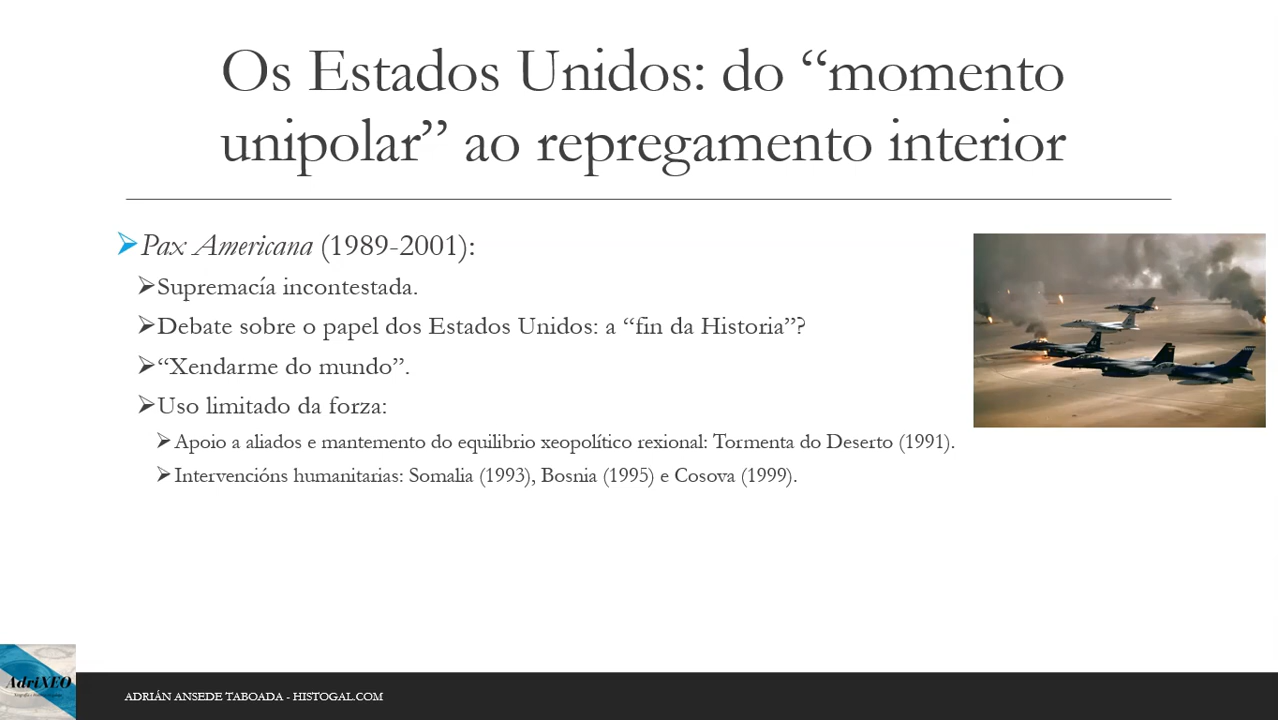 Os Estados Unidos: do “momento
unipolar” ao repregamento interior
Pax Americana (1989-2001):
Supremacía incontestada.
Debate sobre o papel dos Estados Unidos: a “fin da Historia”?
“Xendarme do mundo”.
Uso limitado da forza:
Apoio a aliados e mantemento do equilibrio xeopolítico rexional: Tormenta do Deserto (1991).
Intervencións humanitarias: Somalia (1993), Bosnia (1995) e Cosova (1999).
AdriXEO
ADRIÁN ANSEDE TABOADA - HISTOGAL.COM